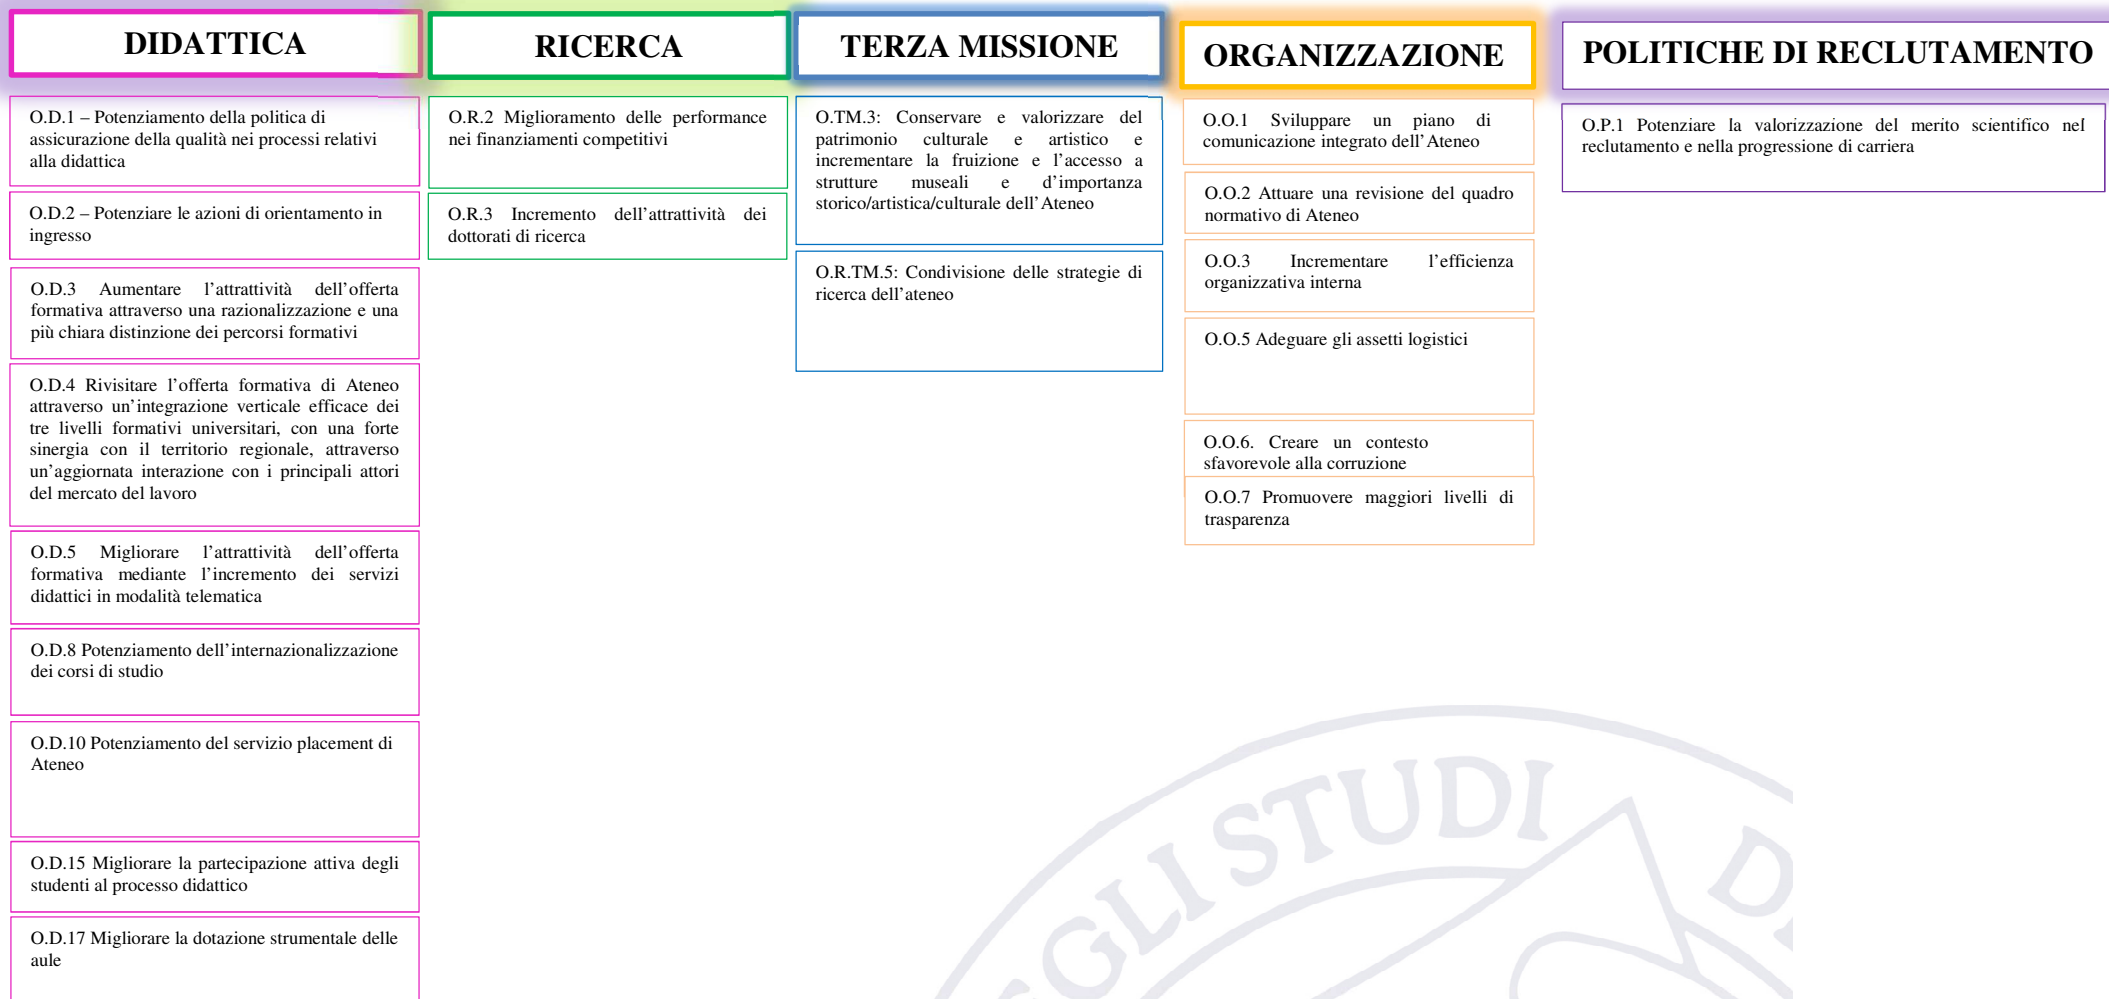 DIDATTICA
O.D.1 – Potenziamento della politica di
assicurazione della qualità nei processi relativi
alla didattica
O.D.2 – Potenziare le azioni di orientamento in
ingresso
O.D.3 Aumentare l’attrattività dell’offerta
formativa attraverso una razionalizzazione e una
più chiara distinzione dei percorsi formativi
O.D.4 Rivisitare l’offerta formativa di Ateneo
attraverso un’integrazione verticale efficace dei
tre livelli formativi universitari, con una forte
sinergia con il territorio regionale, attraverso
un’aggiornata interazione con i principali attori
del mercato del lavoro
O.D.5 Migliorare l’attrattività dell’offerta
formativa mediante l’incremento dei servizi
didattici in modalità telematica
O.D.8 Potenziamento dell’internazionalizzazione
dei corsi di studio
O.D.10 Potenziamento del servizio placement di
Ateneo
O.D.15 Migliorare la partecipazione attiva degli
studenti al processo didattico
O.D.17 Migliorare la dotazione strumentale delle
aule
RICERCA
O.R.2 Miglioramento delle performance
nei finanziamenti competitivi
O.R.3 Incremento dell’attrattività dei
dottorati di ricerca
TERZA MISSIONE
O.TM.3: Conservare e valorizzare del
patrimonio culturale e artistico e
incrementare la fruizione e l’accesso a
strutture museali e d’importanza
storico/artistica/culturale dell’Ateneo
O.R.TM.5: Condivisione delle strategie di
ricerca dell’ateneo
ORGANIZZAZIONE
O.O.1 Sviluppare un piano di
comunicazione integrato dell’Ateneo
O.O.2 Attuare una revisione del quadro
normativo di Ateneo
O.O.3 Incrementare l’efficienza
organizzativa interna
O.O.5 Adeguare gli assetti logistici
O.O.6. Creare un contesto
sfavorevole alla corruzione
O.O.7 Promuovere maggiori livelli di
trasparenza
POLITICHE DI RECLUTAMENTO
O.P.1 Potenziare la valorizzazione del merito scientifico nel
reclutamento e nella progressione di carriera
EGLI STUDI D